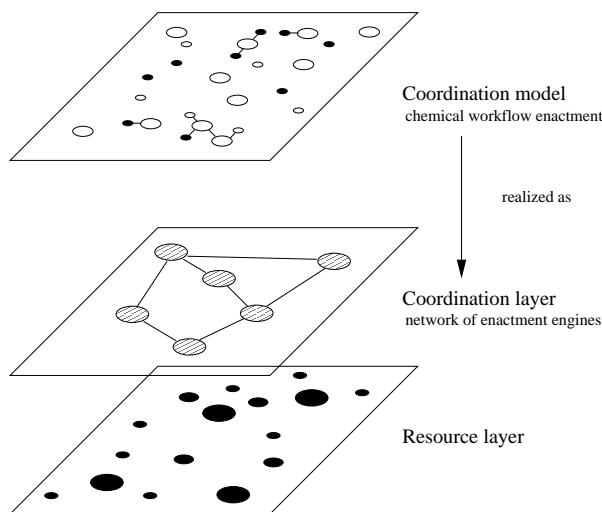 Coordination model
chemical workflow enactment
realized as
Coordination layer
network of enactment engines
Resource layer